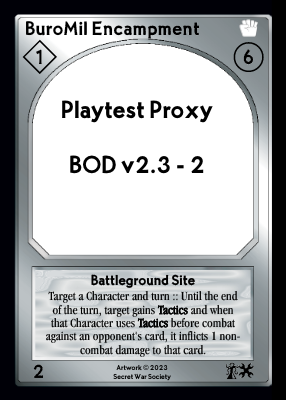 BuroMil Encampment
1
6
Playtest Proxy
BOD v2.3 - 2
Battleground Site
Target a Character and turn :: Until the end
of the turn, target gains Tactics and when
that Character uses Tactics before combat
against an opponent's card, it inflicts 1 non-
combat damage to that card.
2
Artwork © 2023
Secret War Society